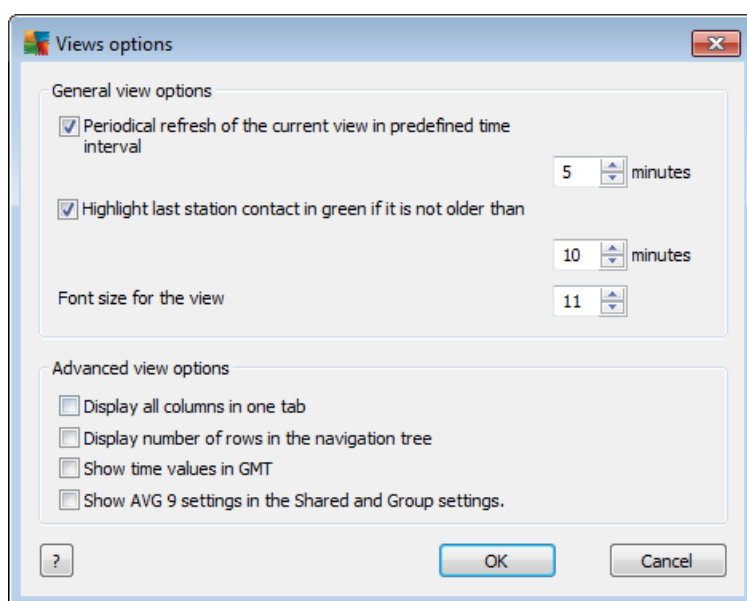 Views options
General view options
Periodical refresh of the current view in predefined time
interval
5 minutes
Highlight last station contact in green if it is not older than
10 minutes
Font size for the view 11
Advanced view options
Display all columns in one tab
Display number of rows in the navigation tree
Show time values in GMT
Show AVG 9 settings in the Shared and Group settings.
? OK Cancel